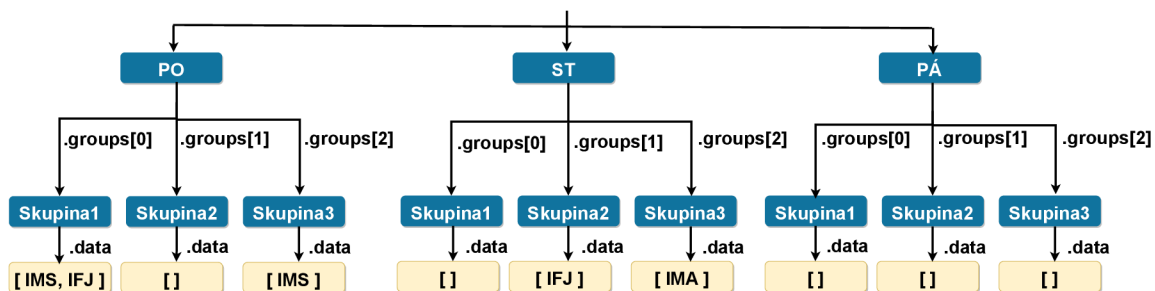 PO ST PÁ
.groups[0] .groups[1] .groups[2] .groups[0] .groups[1] .groups[2] .groups[0] .groups[1] .groups[2]
Skupina1 Skupina2 Skupina3 Skupina1 Skupina2 Skupina3 Skupina1 Skupina2 Skupina3
.data .data .data .data .data .data .data .data .data
[ IMS, IFJ ] [ ] [ IMS ] [ ] [ IFJ ] [ IMA ] [ ] [ ] [ ]